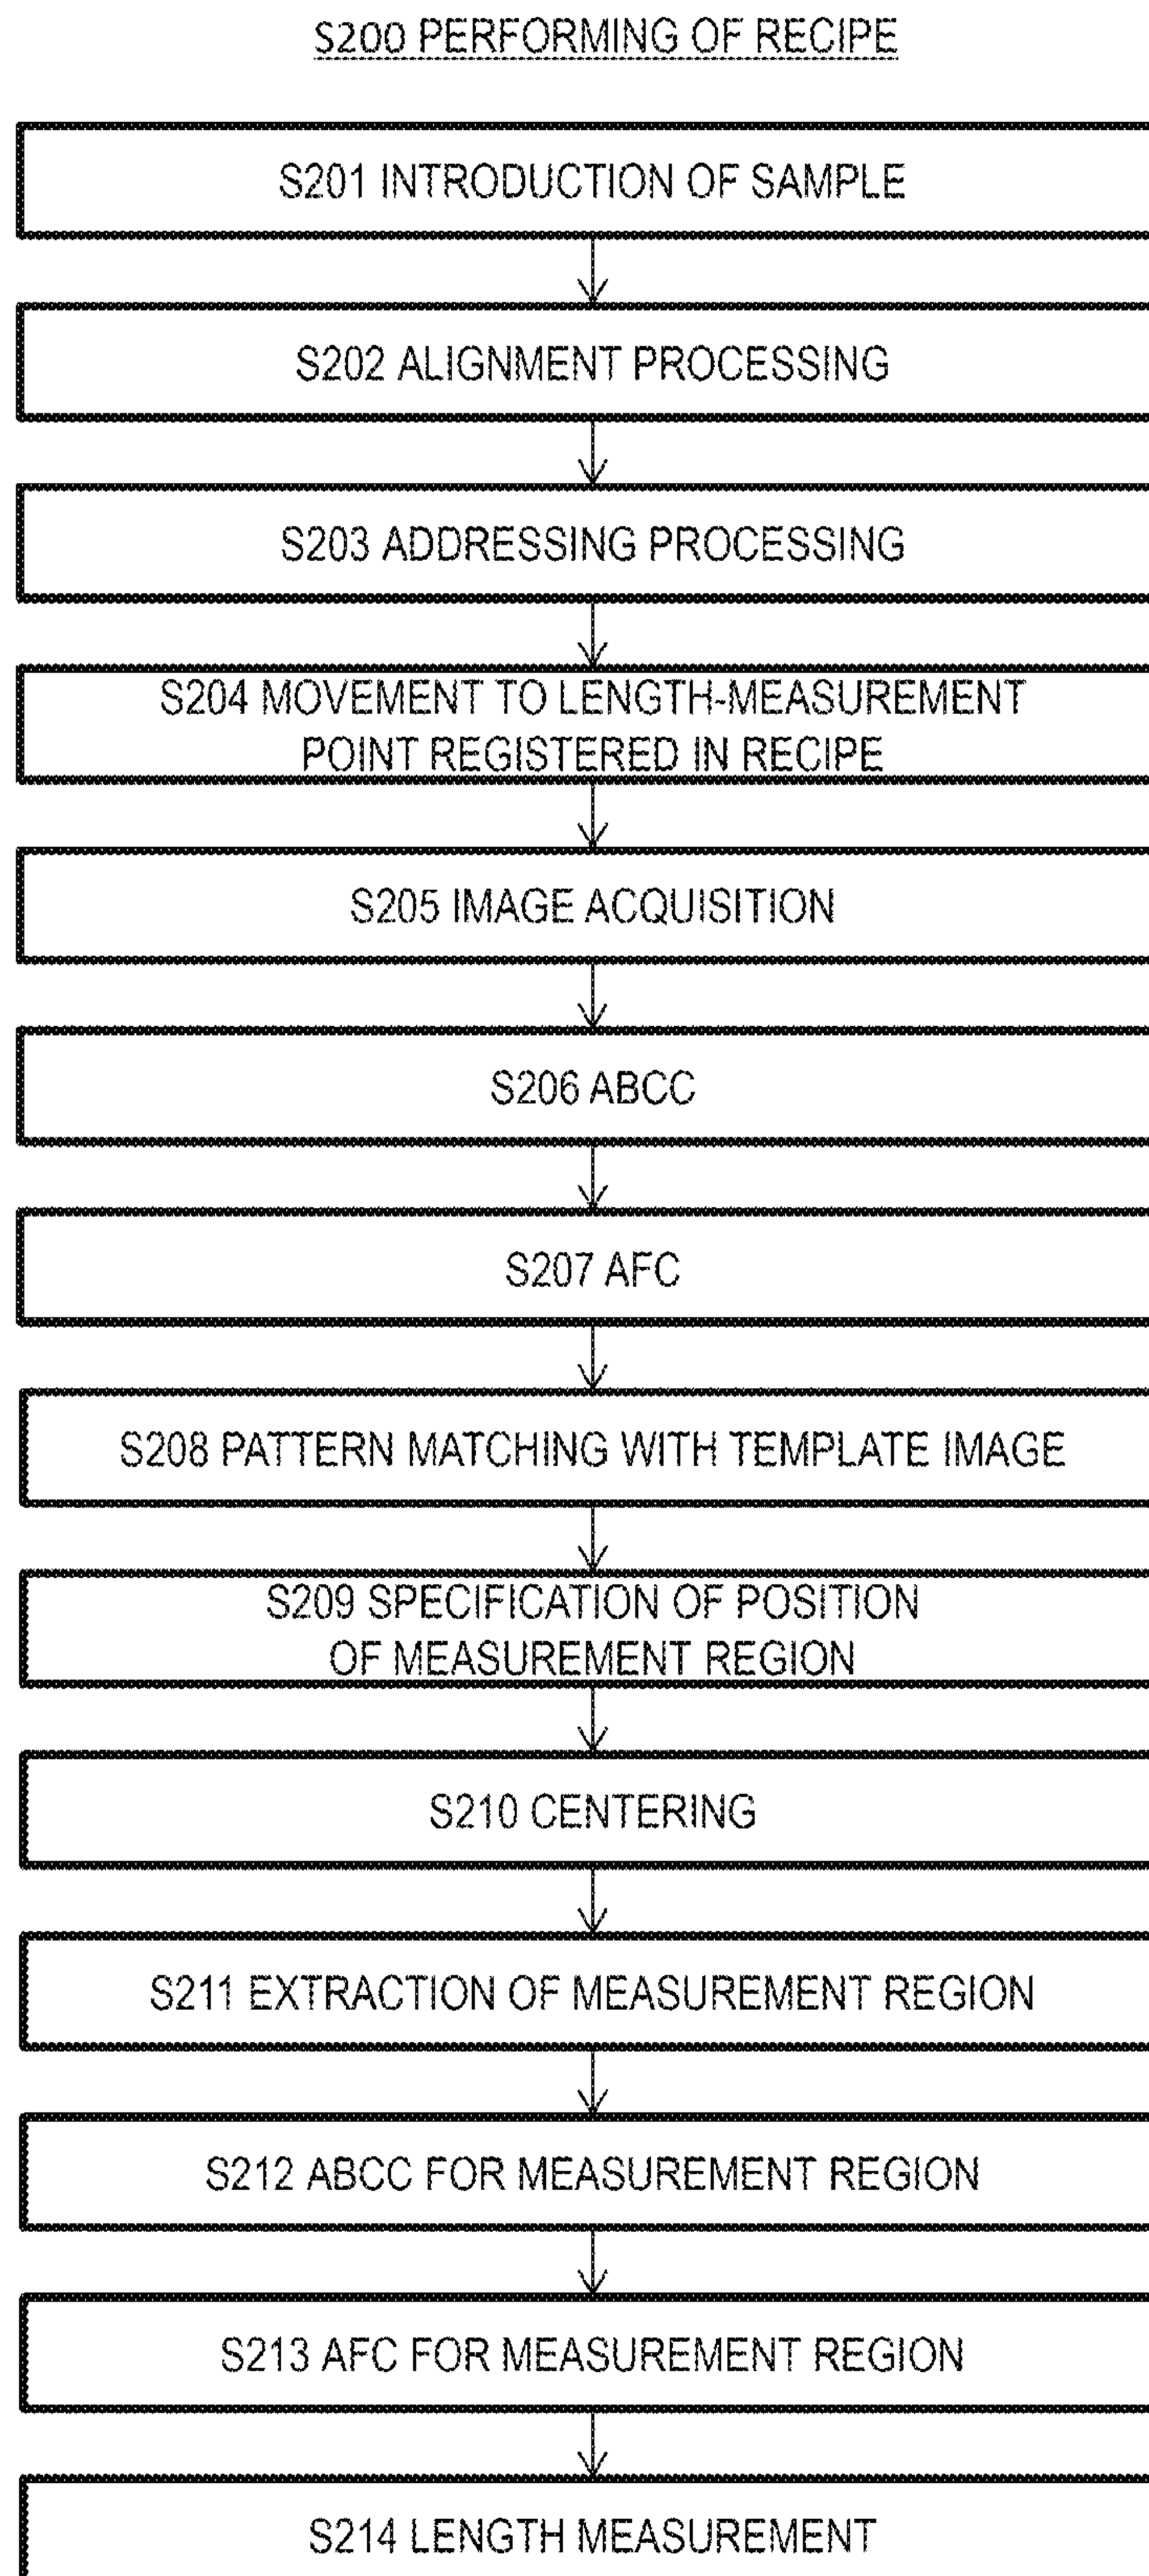 S200 PERFORMING OF RECIPE
S201 INTRODUCTION OF SAMPLE
S202 ALIGNMENT PROCESSING
S203 ADDRESSING PROCESSING
S204 MOVEMENT TO LENGTH-MEASUREMENT
POINT REGISTERED IN RECIPE
S205 IMAGE ACQUISITION
S206 ABCC
S207 AFC
S208 PATTERN MATCHING WITH TEMPLATE IMAGE
S209 SPECIFICATION OF POSITION
OF MEASUREMENT REGION
S210 CENTERING
S211 EXTRACTION OF MEASUREMENT REGION
S212 ABCC FOR MEASUREMENT REGION
S213 AFC FOR MEASUREMENT REGION
S214 LENGTH MEASUREMENT